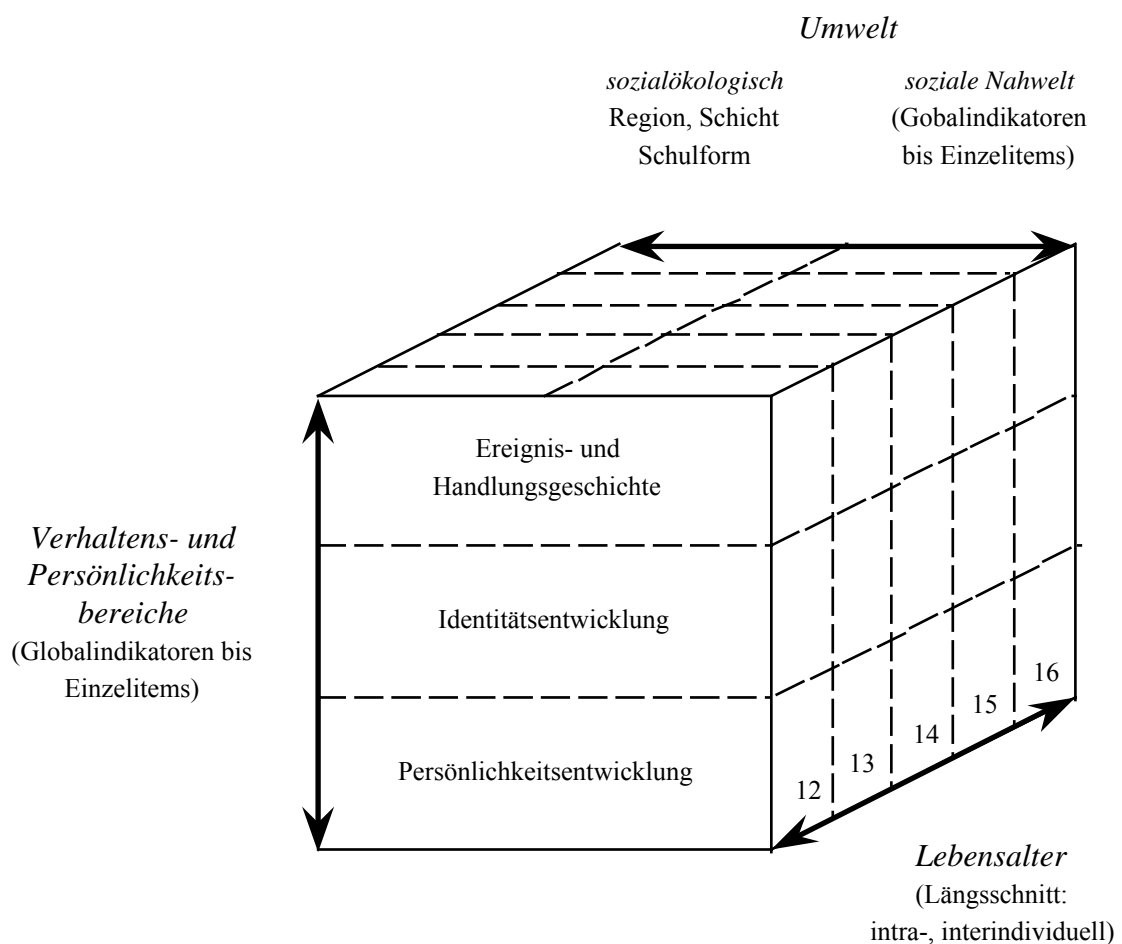 Umwelt
sozialökologisch
Region, Schicht
Schulform
soziale Nahwelt
(Gobalindikatoren
bis Einzelitems)
Ereignis- und
Handlungsgeschichte
Identitätsentwicklung
Persönlichkeitsentwicklung
Verhaltens- und
Persönlichkeits-
bereiche
(Globalindikatoren bis
Einzelitems)
12
13
14
15
16
Lebensalter
(Längsschnitt:
intra-, interindividuell)